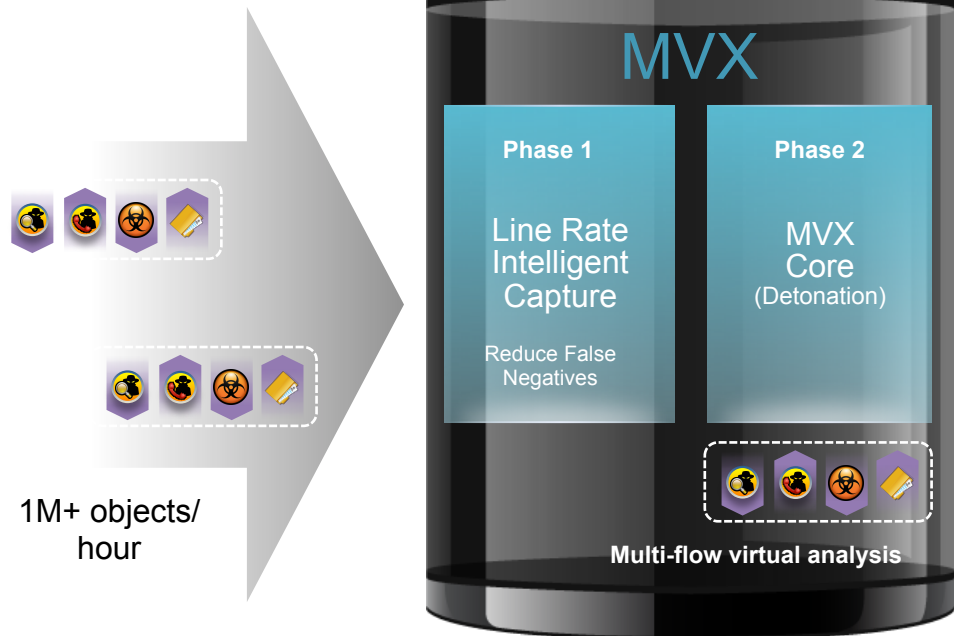 MVX
Phase 1
Line Rate
Intelligent
Capture
Reduce False
Negatives
Phase 2
MVX
Core
(Detonation)
1M+ objects/
hour
Multi-flow virtual analysis